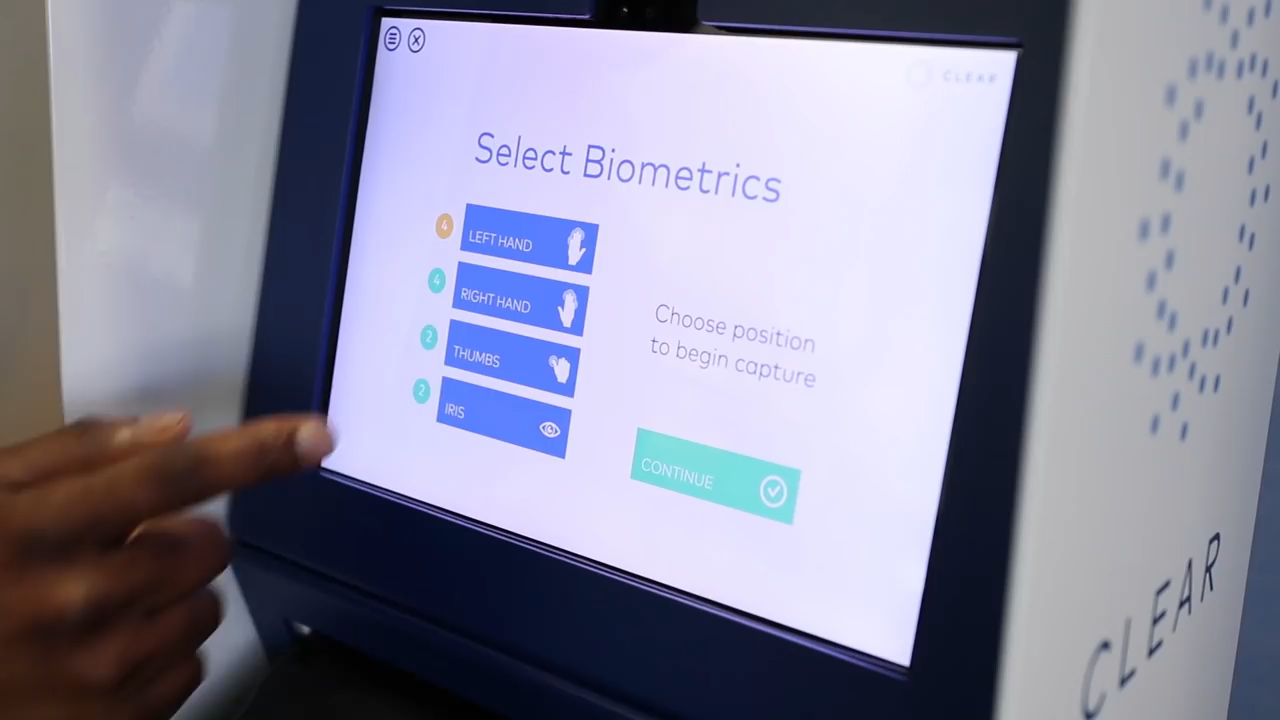 CLEAR
Select Biometrics
4 LEFT HAND
4 RIGHT HAND
2 THUMBS
2 IRIS
Choose position
to begin capture
CONTINUE
CLEAR